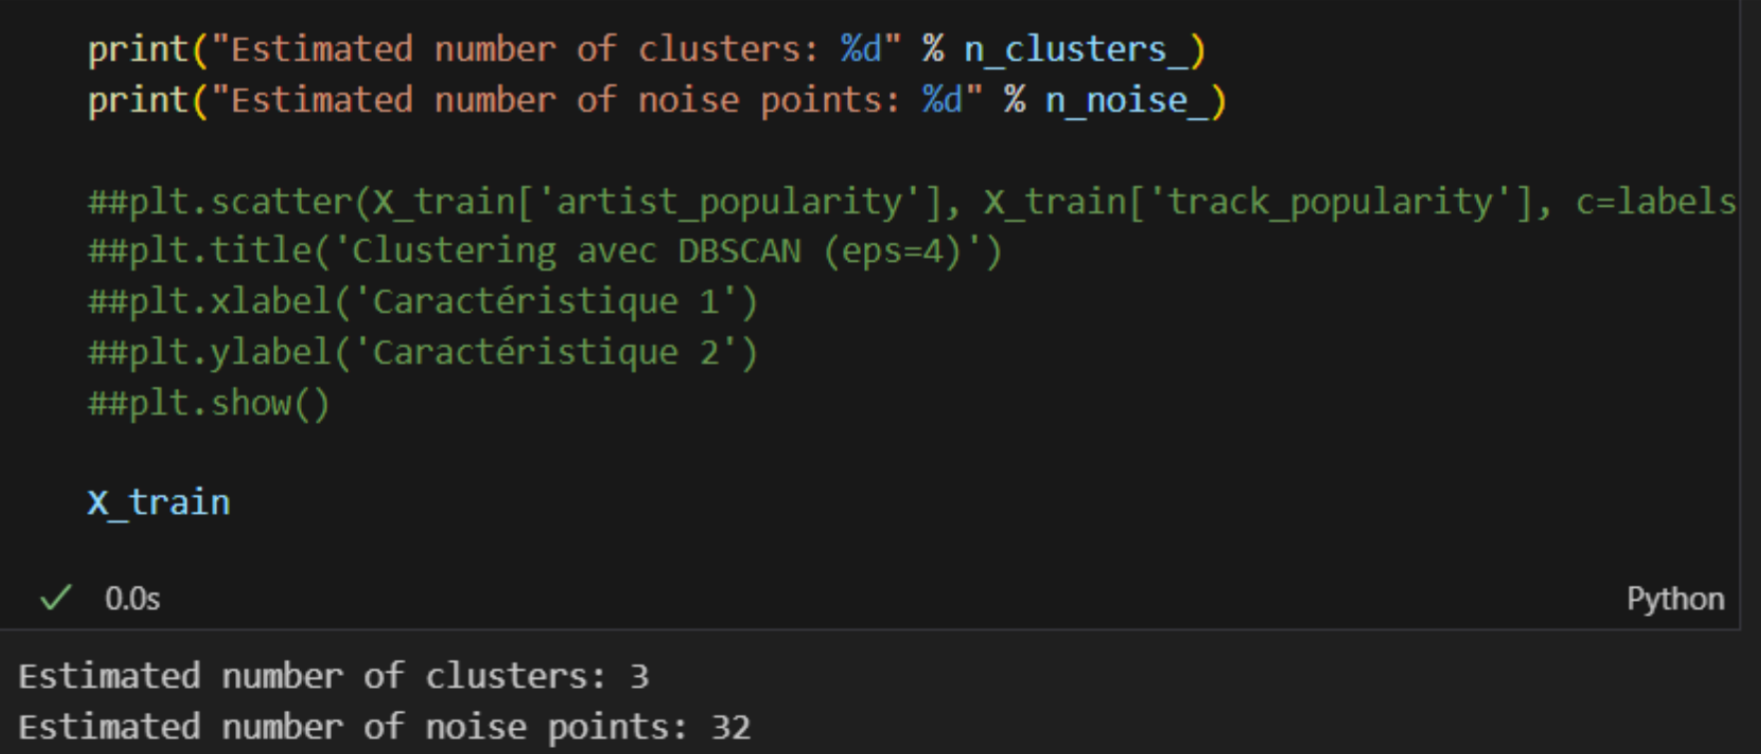 print("Estimated number of clusters: %d" % n_clusters_)
print("Estimated number of noise points: %d" % n_noise_)
##plt.scatter(X_train['artist_popularity'], X_train['track_popularity'], c=labels
##plt.title('Clustering avec DBSCAN (eps=4)')
##plt.xlabel('Caractéristique 1')
##plt.ylabel('Caractéristique 2')
##plt.show()
X_train
0.0s Python
Estimated number of clusters: 3
Estimated number of noise points: 32